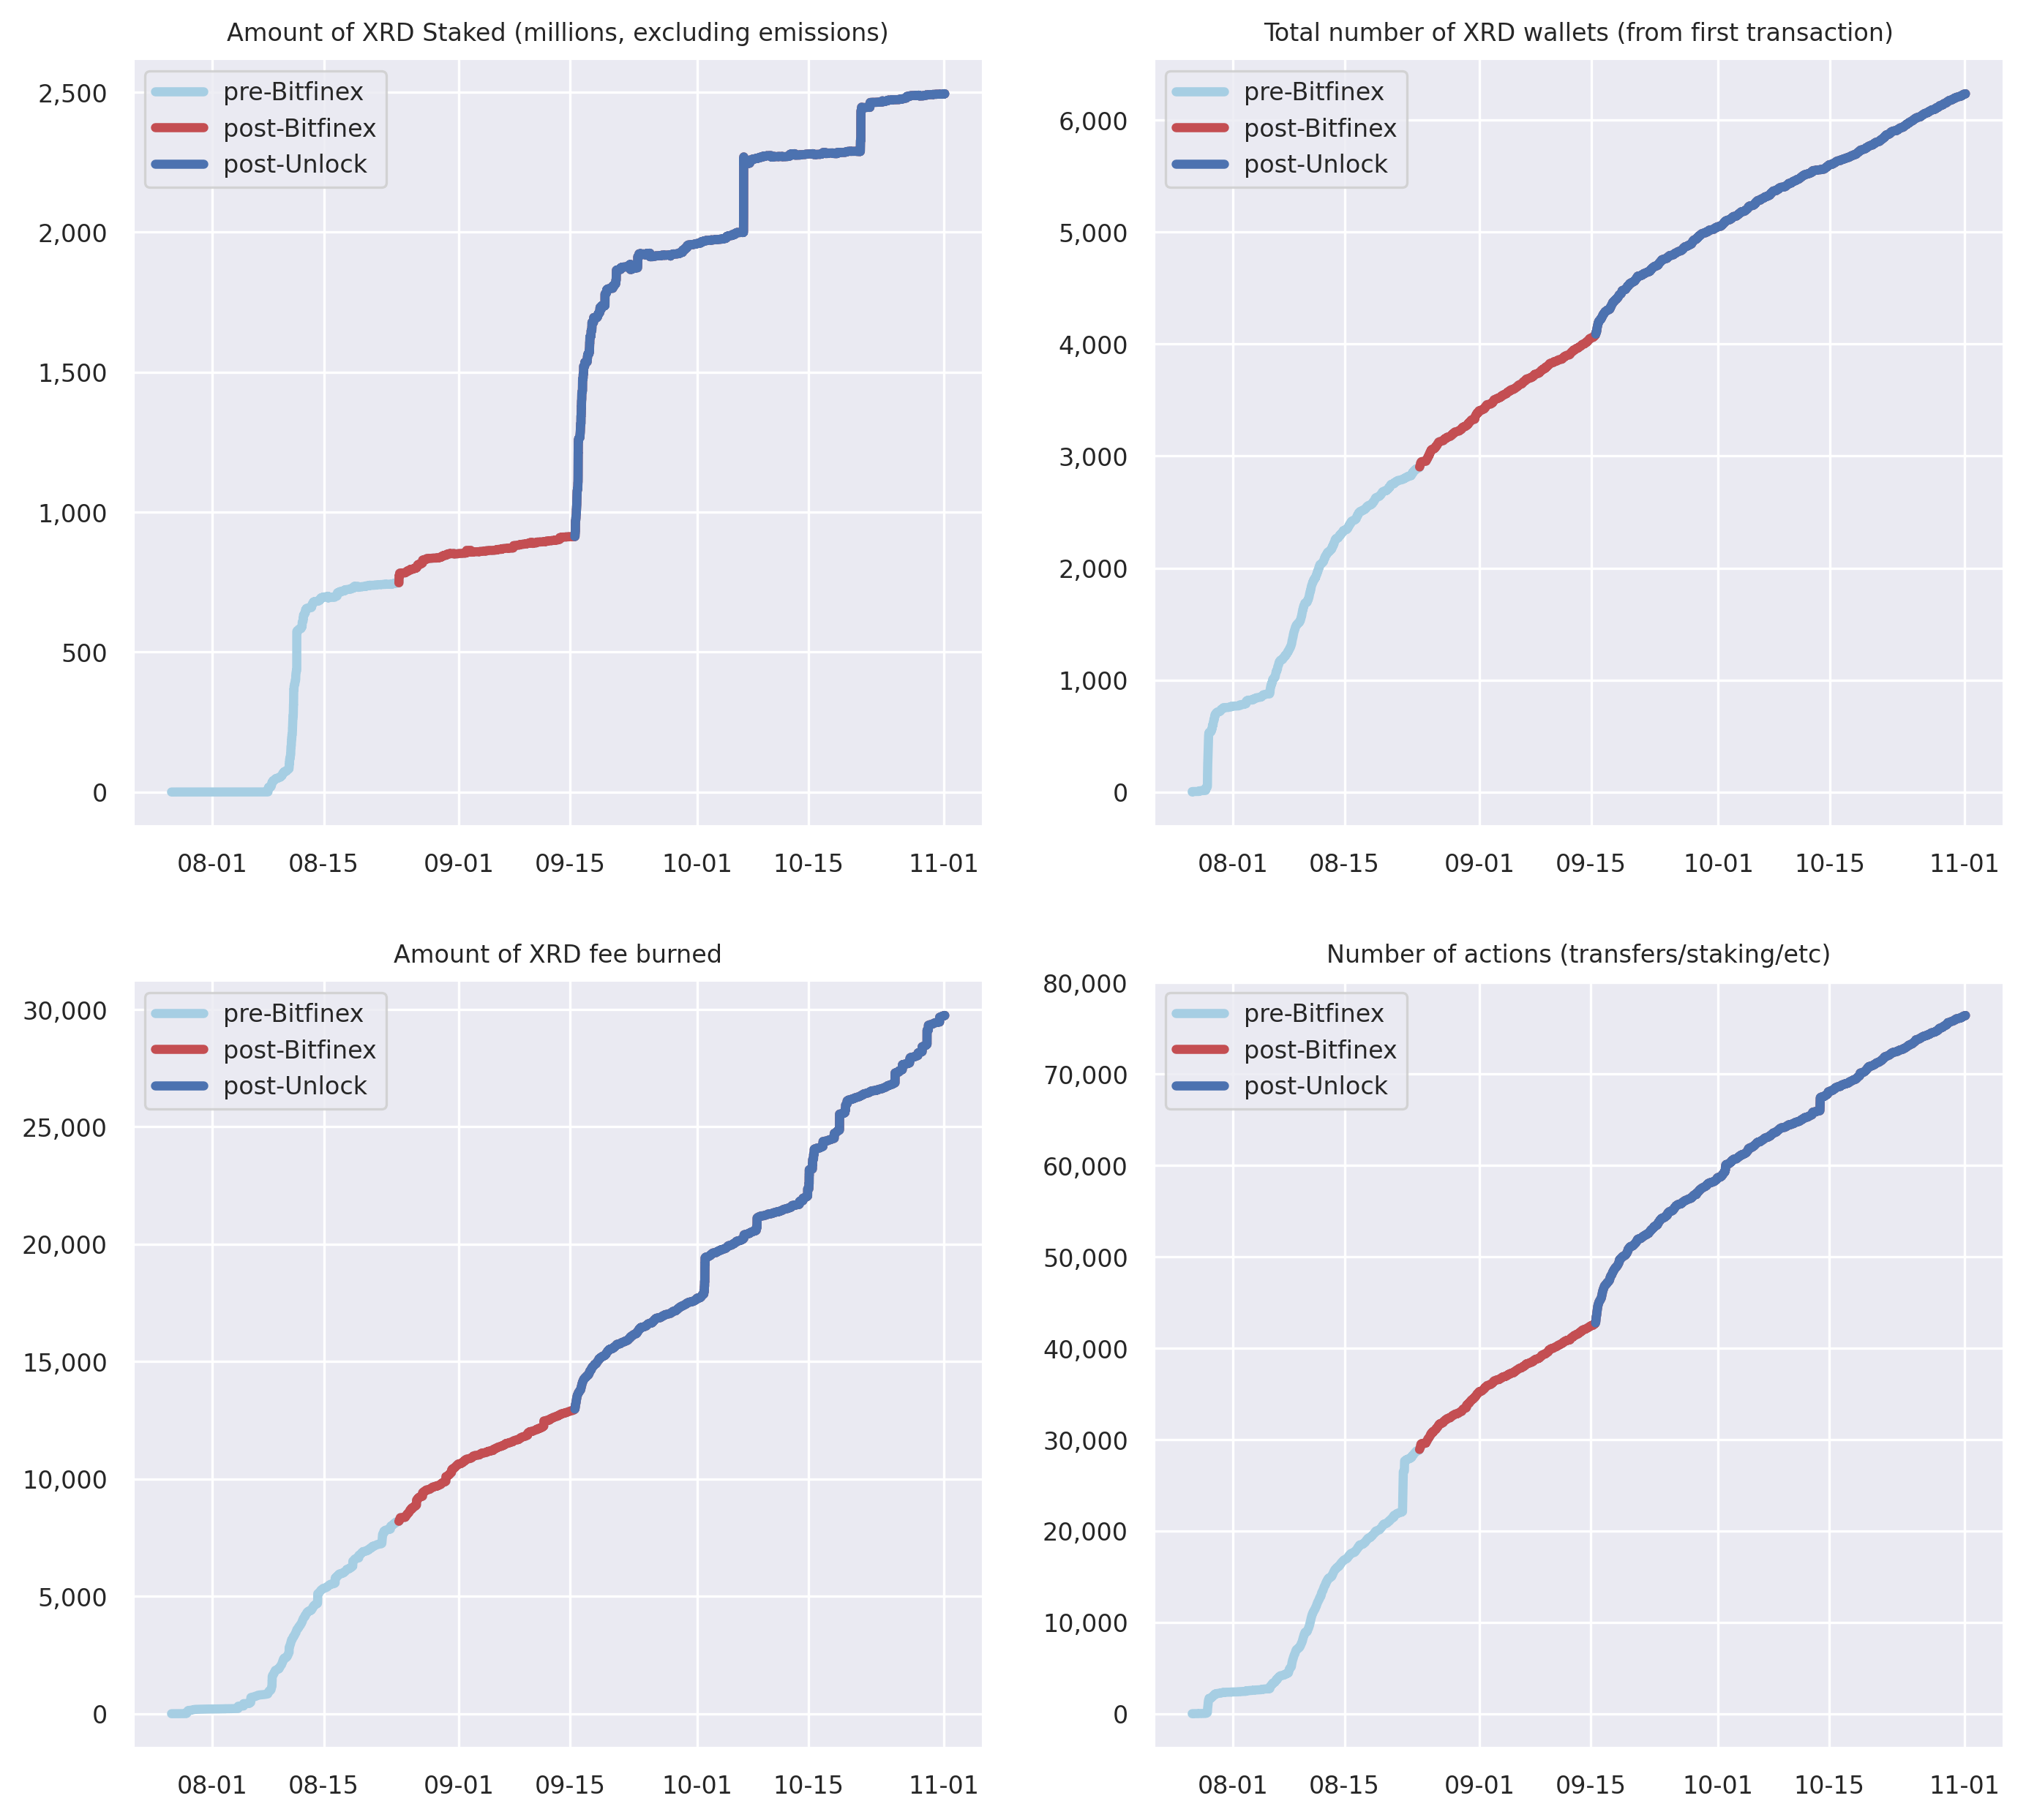 Amount of XRD Staked (millions, excluding emissions)
pre-Bitfinex
post-Bitfinex
post-Unlock
2,500
2,000
1,500
1,000
500
0
08-01 08-15 09-01 09-15 10-01 10-15 11-01
Total number of XRD wallets (from first transaction)
pre-Bitfinex
post-Bitfinex
post-Unlock
6,000
5,000
4,000
3,000
2,000
1,000
0
08-01 08-15 09-01 09-15 10-01 10-15 11-01
Amount of XRD fee burned
pre-Bitfinex
post-Bitfinex
post-Unlock
30,000
25,000
20,000
15,000
10,000
5,000
0
08-01 08-15 09-01 09-15 10-01 10-15 11-01
Number of actions (transfers/staking/etc)
pre-Bitfinex
post-Bitfinex
post-Unlock
80,000
70,000
60,000
50,000
40,000
30,000
20,000
10,000
0
08-01 08-15 09-01 09-15 10-01 10-15 11-01